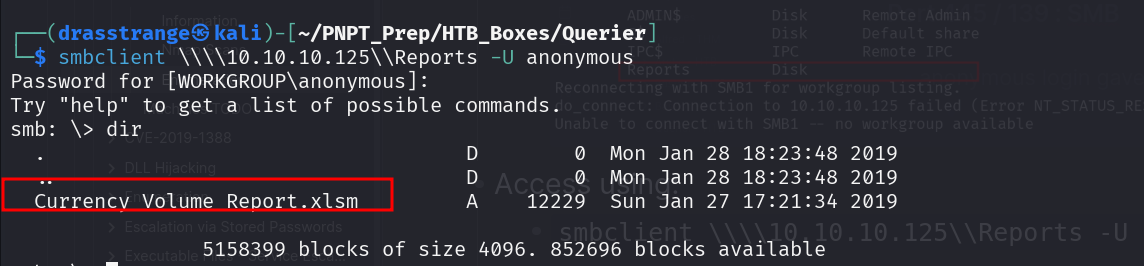 ┌──(drasstrange㉿kali)-[~/PNPT_Prep/HTB_Boxes/Querier]
└─$ smbclient \\\\10.10.10.125\\Reports -U anonymous
Password for [WORKGROUP\anonymous]:
Try "help" to get a list of possible commands.
smb: \> dir
  .                                   D        0  Mon Jan 28 18:23:48 2019
  ..                                  D        0  Mon Jan 28 18:23:48 2019
  Currency Volume Report.xlsm         A    12229  Sun Jan 27 17:21:34 2019
5158399 blocks of size 4096. 852696 blocks available
Information
ADMIN$ Disk Remote Admin
Disk Default share
IPC$ IPC Remote IPC
Reports Disk
Reconnecting with SMB1 for workgroup listing.
do_connect: Connection to 10.10.10.125 failed (Error NT_STATUS_RE
Unable to connect with SMB1 -- no workgroup available
CVE-2019-1388
DLL Hijacking
Escalation via Stored Passwords
• Access using:
• smbclient \\\\10.10.10.125\\Reports -U